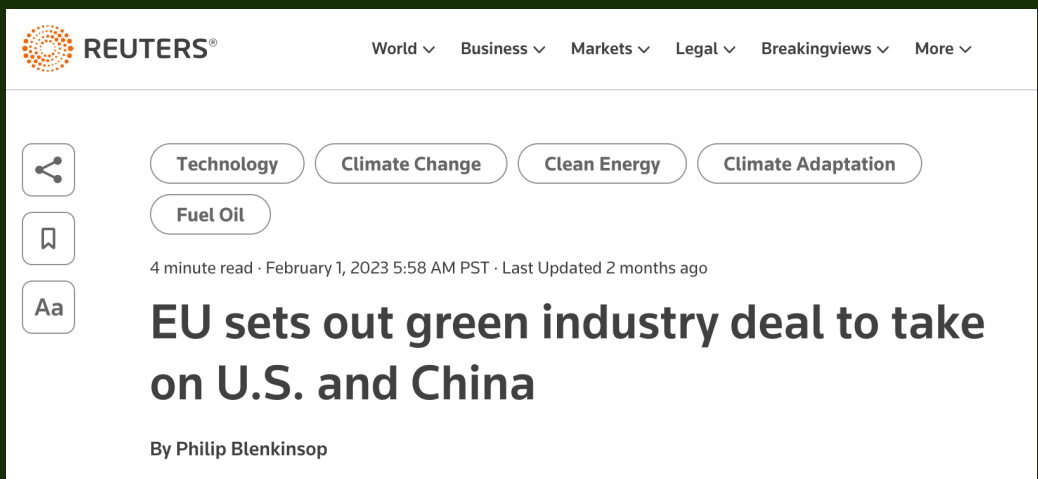 REUTERS®
World Business Markets Legal Breakingviews More
Technology Climate Change Clean Energy Climate Adaptation
Fuel Oil
Aa
4 minute read · February 1, 2023 5:58 AM PST · Last Updated 2 months ago
EU sets out green industry deal to take
on U.S. and China
By Philip Blenkinsop